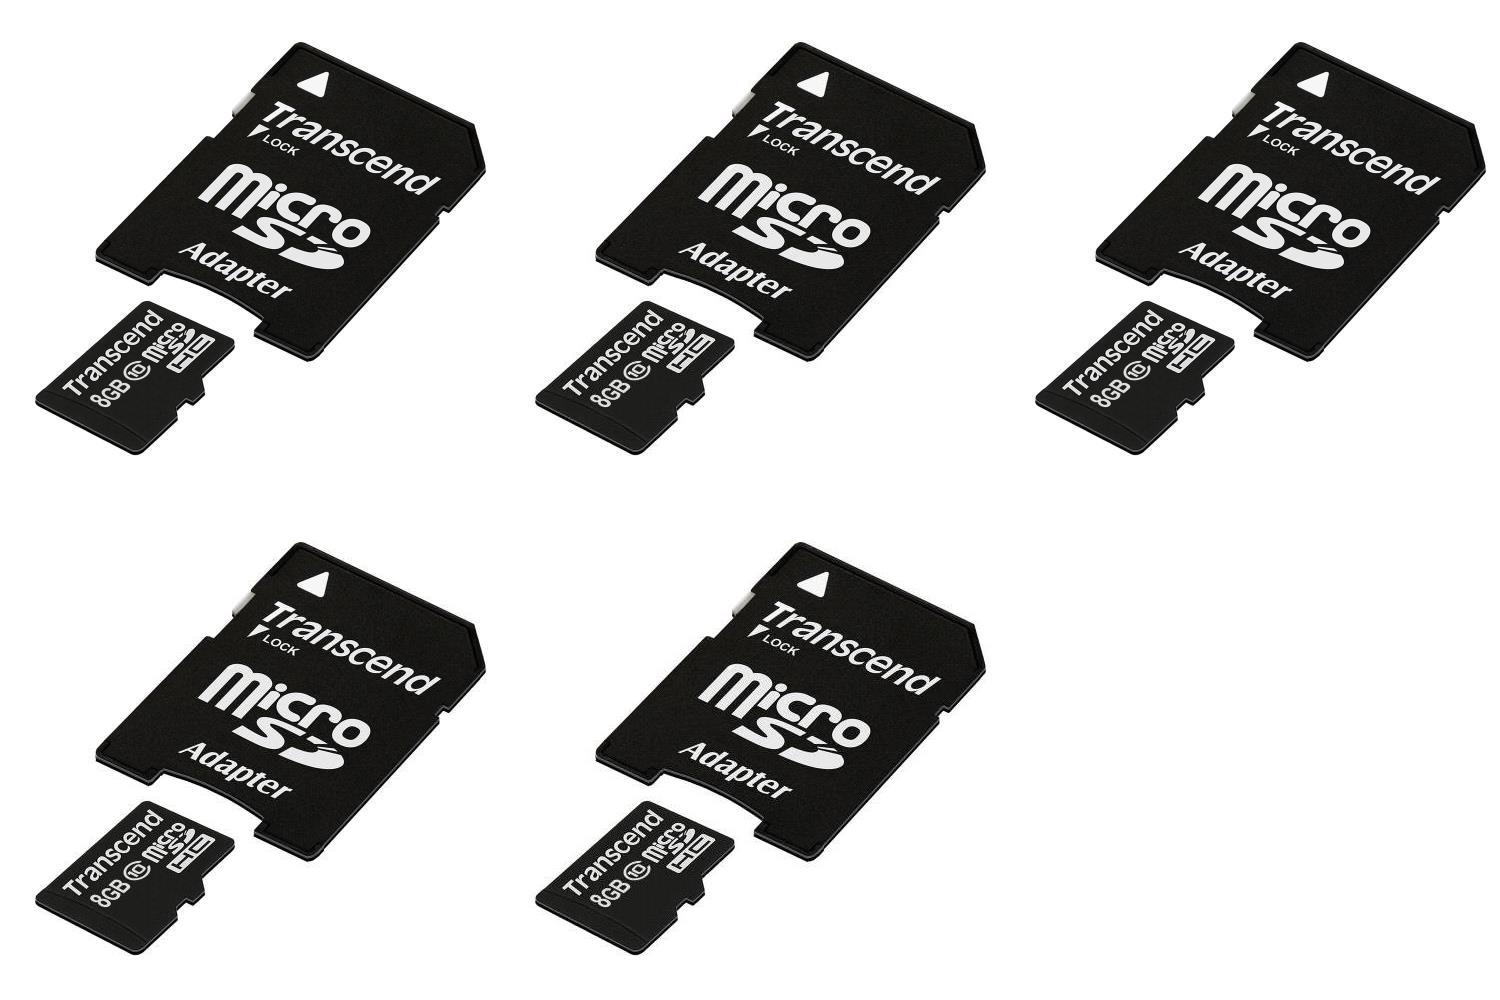 Transcend
LOCK
micro
SD
Adapter
Transcend
8GB 10 micro
SD
HC I
Transcend
LOCK
micro
SD
Adapter
Transcend
8GB 10 micro
SD
HC I
Transcend
LOCK
micro
SD
Adapter
Transcend
8GB 10 micro
SD
HC I
Transcend
LOCK
micro
SD
Adapter
Transcend
8GB 10 micro
SD
HC I
Transcend
LOCK
micro
SD
Adapter
Transcend
8GB 10 micro
SD
HC I